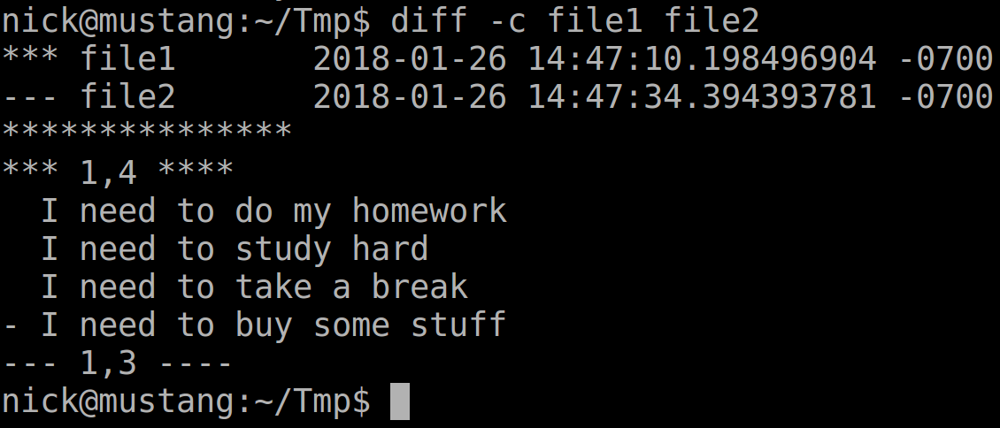 nick@mustang:~/Tmp$ diff -c file1 file2
*** file1       2018-01-26 14:47:10.198496904 -0700
--- file2       2018-01-26 14:47:34.394393781 -0700
***************
*** 1,4 ****
  I need to do my homework
  I need to study hard
  I need to take a break
- I need to buy some stuff
--- 1,3 ----
nick@mustang:~/Tmp$